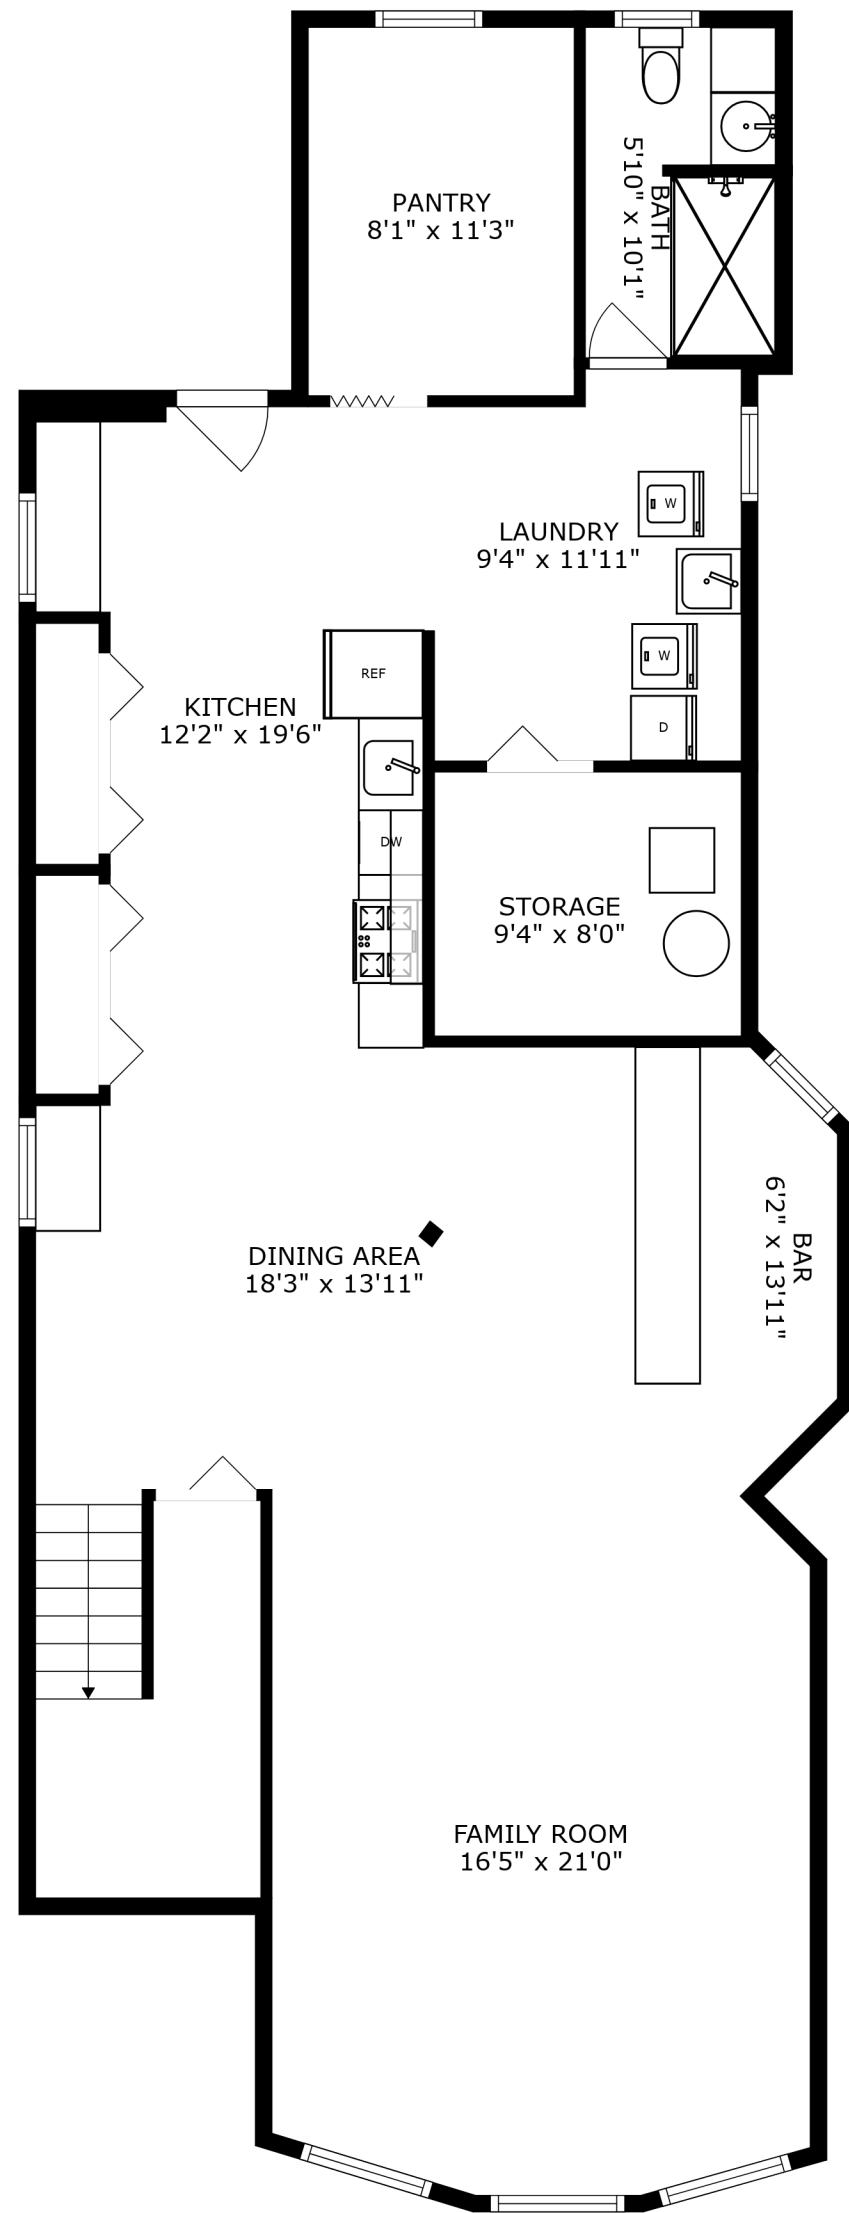 PANTRY
8'1" x 11'3"
BATH
5'10" x 10'1"
LAUNDRY
9'4" x 11'11"
W
W
D
KITCHEN
12'2" x 19'6"
REF
DW
STORAGE
9'4" x 8'0"
DINING AREA
18'3" x 13'11"
BAR
6'2" x 13'11"
FAMILY ROOM
16'5" x 21'0"